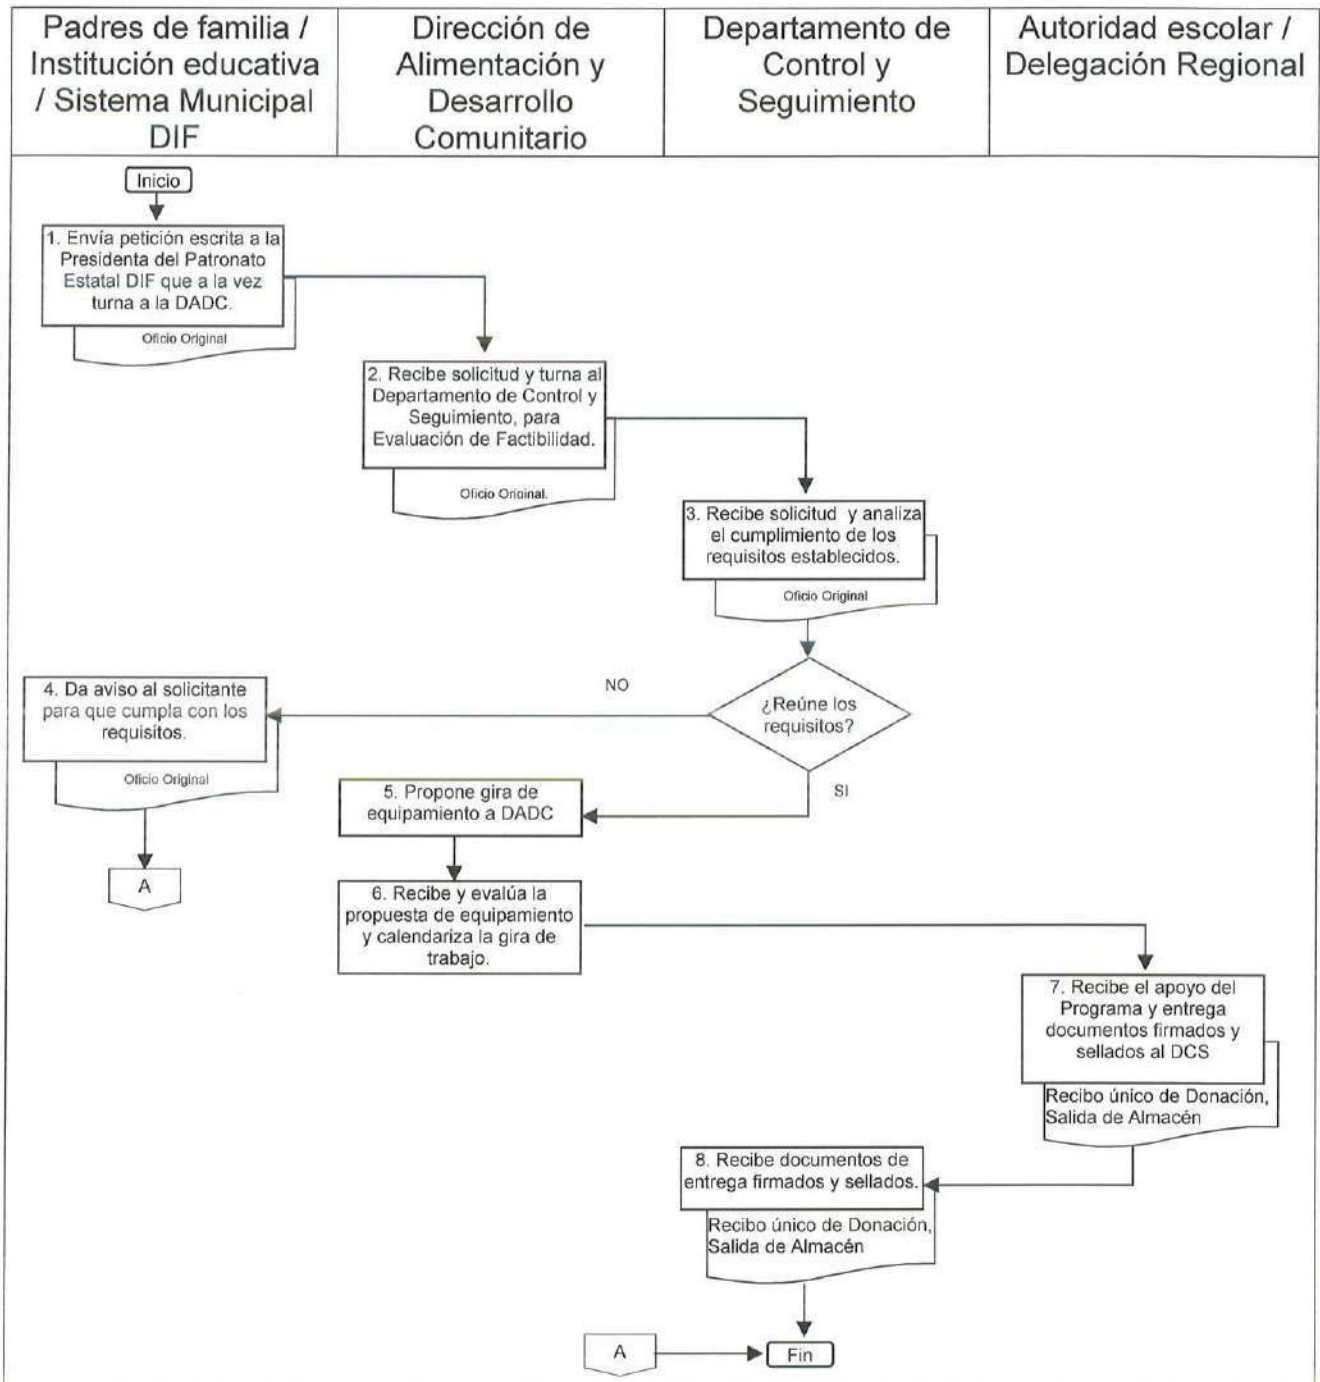 Padres de familia /
Institución educativa
/ Sistema Municipal
DIF
Dirección de
Alimentación y
Desarrollo
Comunitario
Departamento de
Control y
Seguimiento
Autoridad escolar /
Delegación Regional
Inicio
1. Envía petición escrita a la
Presidenta del Patronato
Estatal DIF que a la vez
turna a la DADC.
Oficio Original
2. Recibe solicitud y turna al
Departamento de Control y
Seguimiento, para
Evaluación de Factibilidad.
Oficio Original.
3. Recibe solicitud y analiza
el cumplimiento de los
requisitos establecidos.
Oficio Original
¿Reúne los
requisitos?
NO
SI
4. Da aviso al solicitante
para que cumpla con los
requisitos.
Oficio Original
A
5. Propone gira de
equipamiento a DADC
6. Recibe y evalúa la
propuesta de equipamiento
y calendariza la gira de
trabajo.
7. Recibe el apoyo del
Programa y entrega
documentos firmados y
sellados al DCS
Recibo único de Donación,
Salida de Almacén
8. Recibe documentos de
entrega firmados y sellados.
Recibo único de Donación,
Salida de Almacén
A
Fin